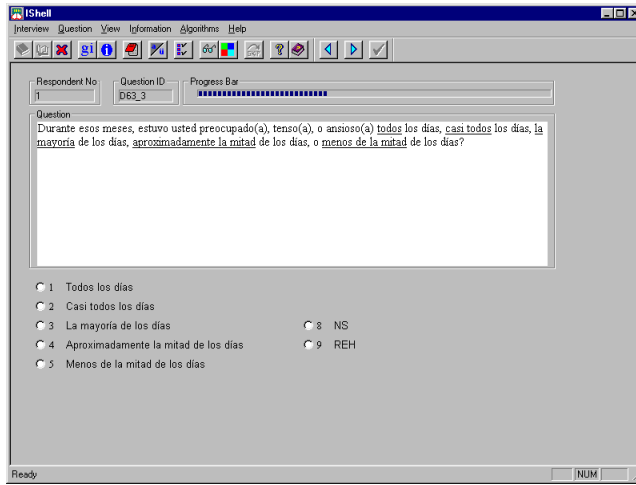 IShell
Interview Question View Information Algorithms Help
Respondent No
1
Question ID
D63_3
Progress Bar
Question
Durante esos meses, estuvo usted preocupado(a), tenso(a), o ansioso(a) todos los días, casi todos los días, la
mayoría de los días, aproximadamente la mitad de los días, o menos de la mitad de los días?
1 Todos los días
2 Casi todos los días
3 La mayoría de los días
8 NS
4 Aproximadamente la mitad de los días
9 REH
5 Menos de la mitad de los días
Ready
NUM